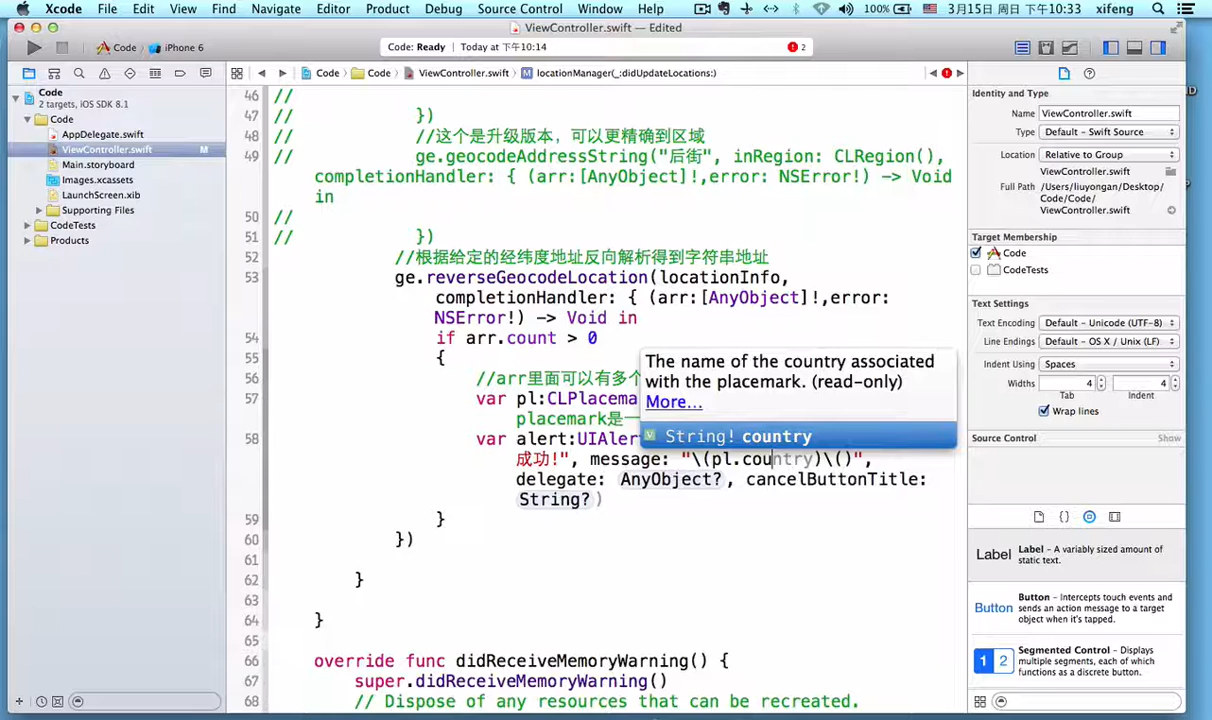 Xcode File Edit View Find Navigate Editor Product Debug Source Control Window Help 100% 3月15日 周日 下午10:33 xifeng
ViewController.swift — Edited
Code iPhone 6 Code: Ready Today at 下午10:14 2
Code Code ViewController.swift M locationManager(_:didUpdateLocations:)
Code
2 targets, iOS SDK 8.1
Code
AppDelegate.swift
ViewController.swift M
Main.storyboard
Images.xcassets
LaunchScreen.xib
Supporting Files
CodeTests
Products
46 //
47 // })
48 // //这个是升级版本，可以更精确到区域
49 // ge.geocodeAddressString("后街", inRegion: CLRegion(),
completionHandler: { (arr:[AnyObject]!,error: NSError!) -> Void
in
50 //
51 // })
52 //根据给定的经纬度地址反向解析得到字符串地址
53 ge.reverseGeocodeLocation(locationInfo,
completionHandler: { (arr:[AnyObject]!,error:
NSError!) -> Void in
54 if arr.count > 0
55 {
56 //arr里面可以有多个
57 var pl:CLPlacema
placemark是一
58 var alert:UIAler
成功!", message: "\(pl.country)\()",
delegate: AnyObject?, cancelButtonTitle:
String?)
59 }
60 })
61
62 }
63
64 }
65
66 override func didReceiveMemoryWarning() {
67 super.didReceiveMemoryWarning()
68 // Dispose of any resources that can be recreated.
The name of the country associated
with the placemark. (read-only)
More...
V String! country
Identity and Type
Name ViewController.swift
Type Default - Swift Source
Location Relative to Group
ViewController.swift
Full Path /Users/liuyongan/Desktop/
Code/Code/
ViewController.swift
Target Membership
Code
CodeTests
Text Settings
Text Encoding Default - Unicode (UTF-8)
Line Endings Default - OS X / Unix (LF)
Indent Using Spaces
Widths 4 4
Tab Indent
Wrap lines
Source Control Show
Label Label - A variably sized amount of
static text.
Button Button - Intercepts touch events and
sends an action message to a target
object when it's tapped.
1 2 Segmented Control - Displays
multiple segments, each of which
functions as a discrete button.